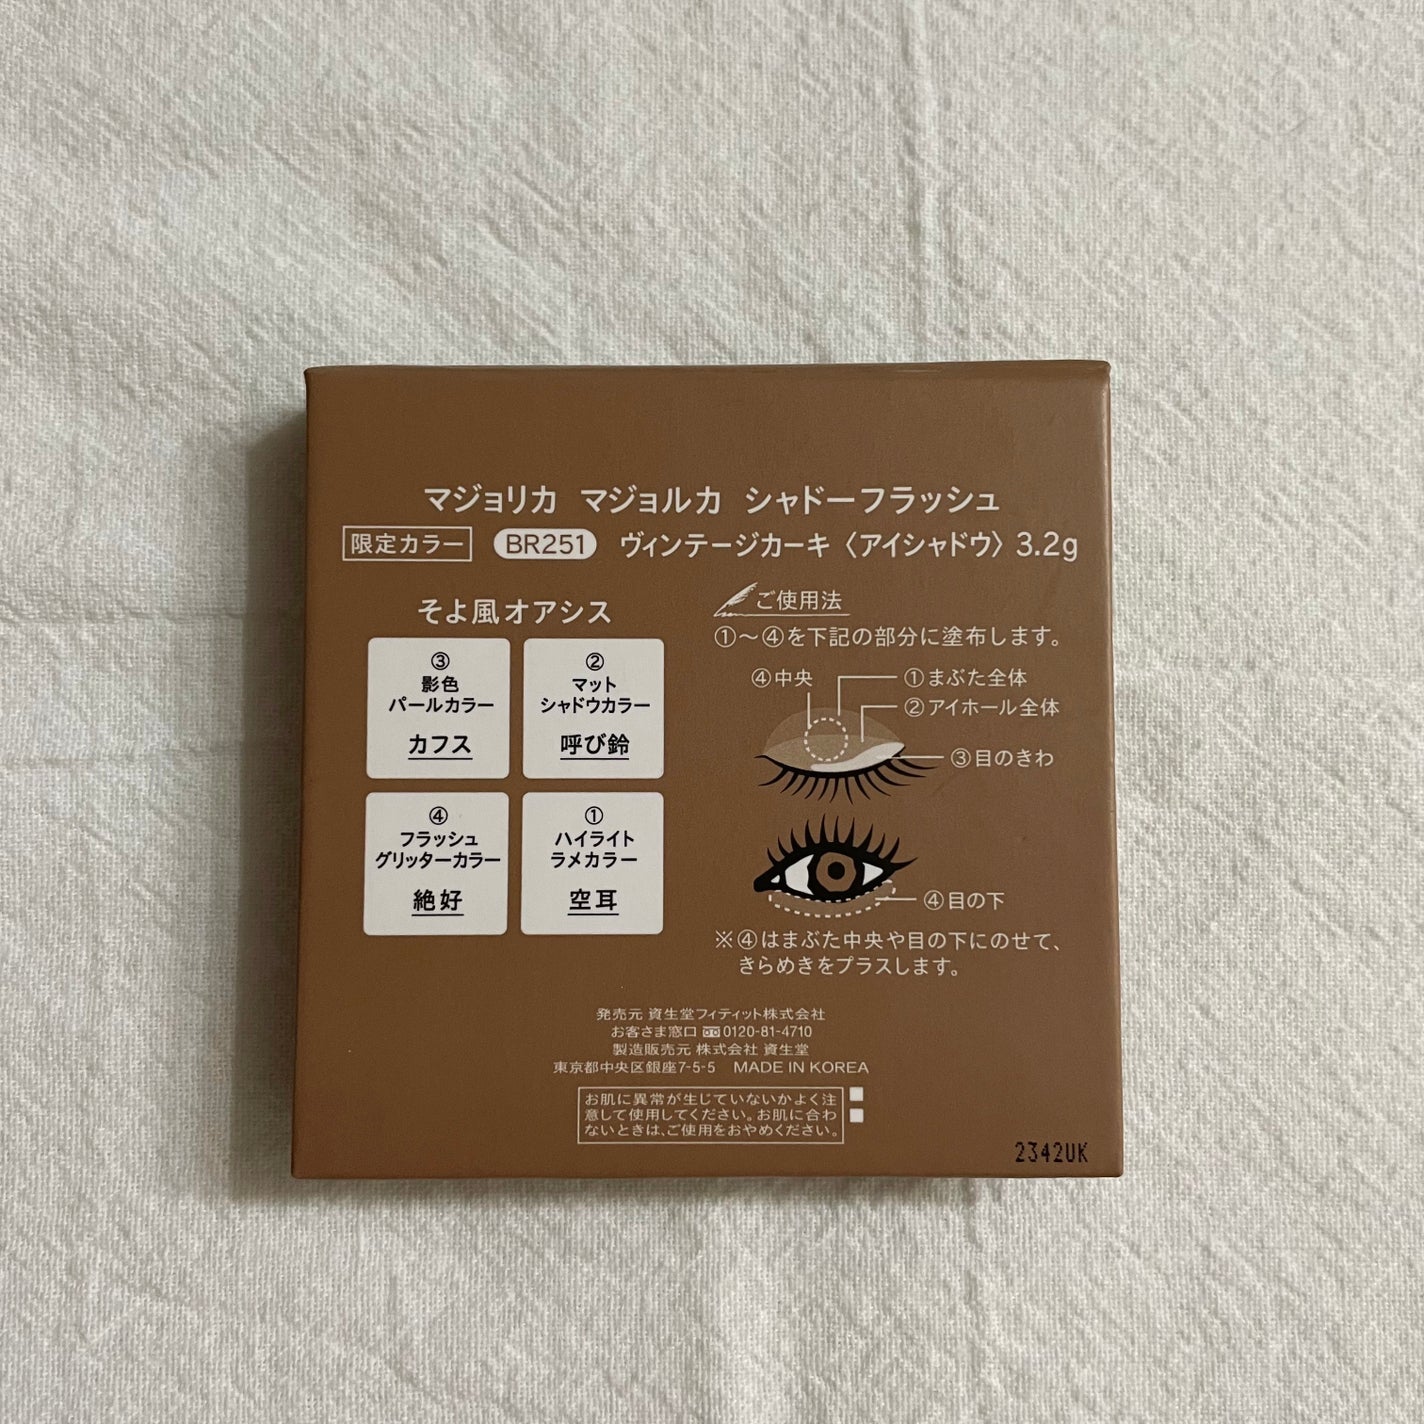 マジョリカ マジョルカ シャドーフラッシュ
限定カラー BR251 ヴィンテージカーキ〈アイシャドウ〉3.2g
そよ風オアシス
③
影色
パールカラー
カフス
②
マット
シャドウカラー
呼び鈴
④
フラッシュ
グリッターカラー
絶好
①
ハイライト
ラメカラー
空耳
ご使用法
①〜④を下記の部分に塗布します。
④中央
①まぶた全体
②アイホール全体
③目のきわ
④目の下
※④はまぶた中央や目の下にのせて、
きらめきをプラスします。
発売元 資生堂フィティット株式会社
お客さま窓口 0120-81-4710
製造販売元 株式会社 資生堂
東京都中央区銀座7-5-5 MADE IN KOREA
お肌に異常が生じていないかよく注
意して使用してください。お肌に合わ
ないときは、ご使用をおやめください。
2342UK